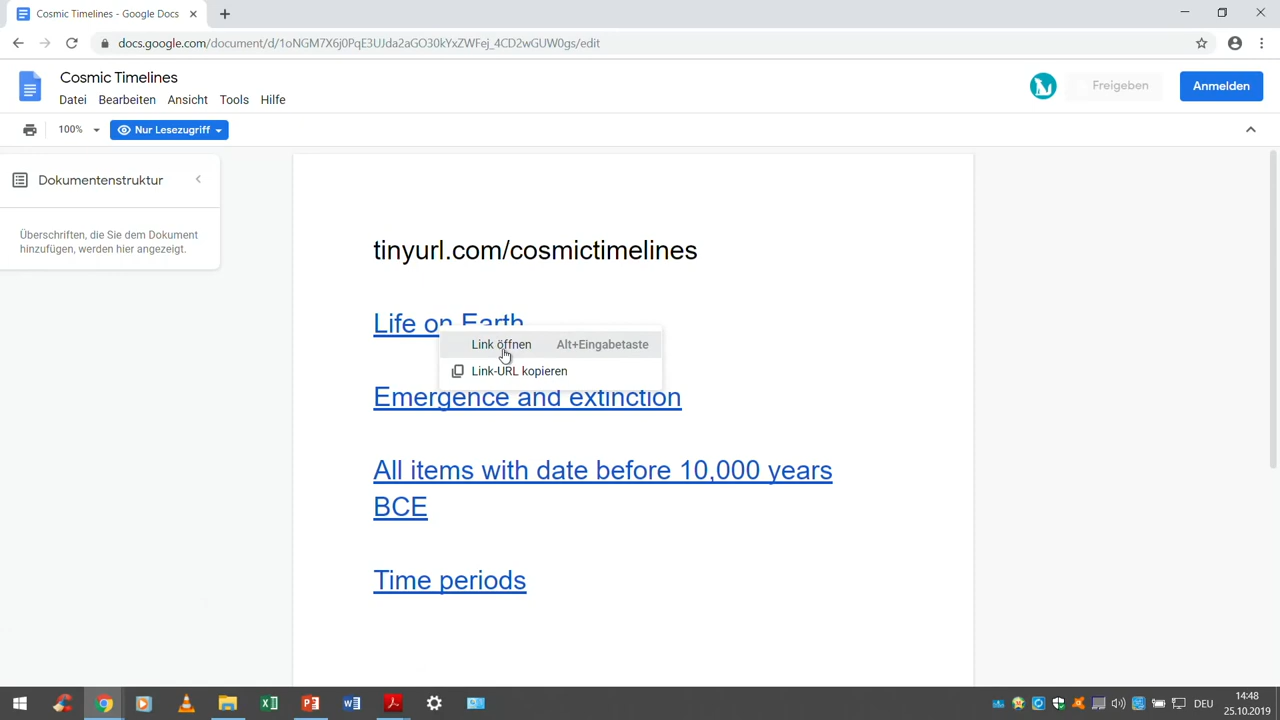 Cosmic Timelines - Google Docs
docs.google.com/document/d/1oNGM7X6j0PqE3UJda2aGO30kYxZWFej_4CD2wGUW0gs/edit
Cosmic Timelines
Datei Bearbeiten Ansicht Tools Hilfe
Freigeben
Anmelden
100%
Nur Lesezugriff
Dokumentenstruktur
Überschriften, die Sie dem Dokument
hinzufügen, werden hier angezeigt.
tinyurl.com/cosmictimelines
Life on Earth
Link öffnen Alt+Eingabetaste
Link-URL kopieren
Emergence and extinction
All items with date before 10,000 years
BCE
Time periods
DEU
14:48
25.10.2019